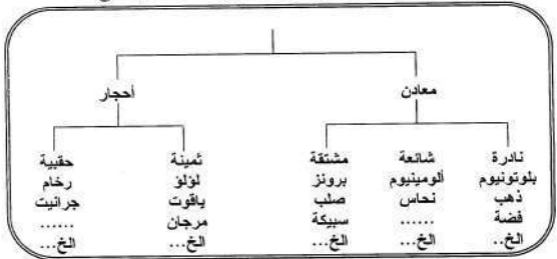 معادن أحجار
نادرة شائعة مشتقة ثمينة حقبية
بلوتونيوم ألومينيوم برونز لؤلؤ رخام
ذهب نحاس صلب ياقوت جرانيت
فضة ...... سبيكة مرجان ......
الخ.. الخ... الخ... الخ... الخ...